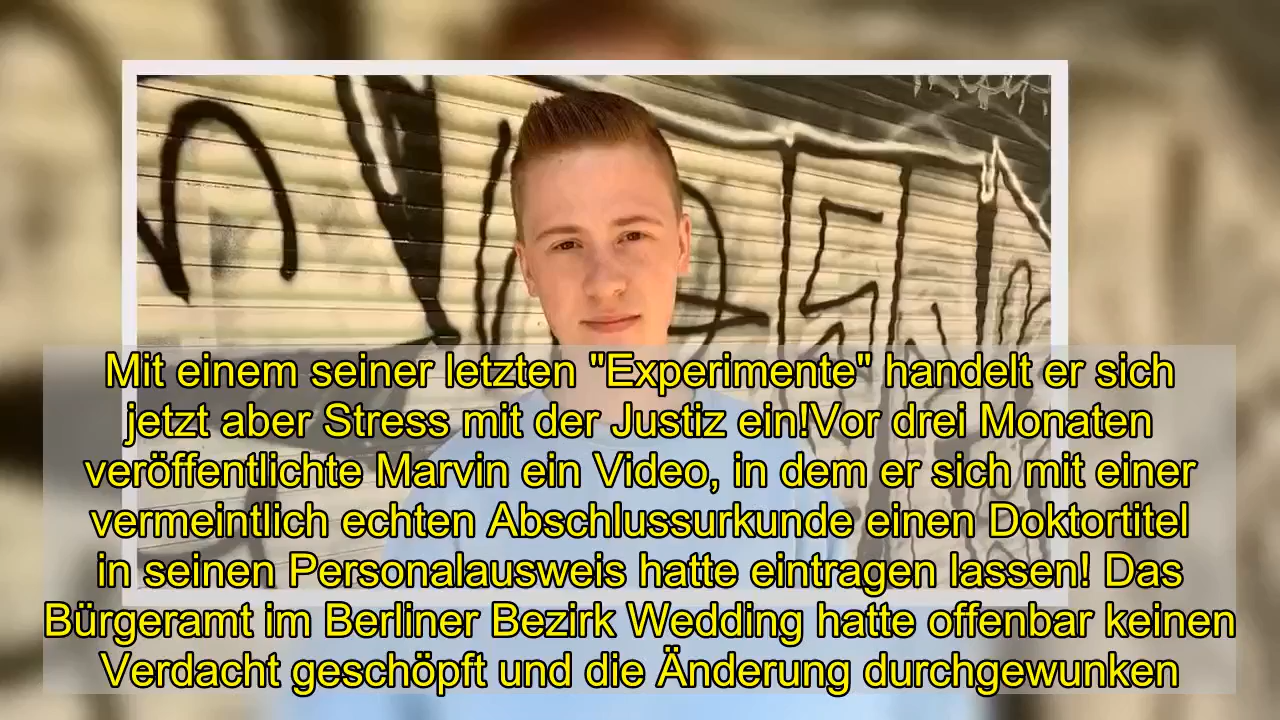 Mit einem seiner letzten "Experimente" handelt er sich
jetzt aber Stress mit der Justiz ein!Vor drei Monaten
veröffentlichte Marvin ein Video, in dem er sich mit einer
vermeintlich echten Abschlussurkunde einen Doktortitel
in seinen Personalausweis hatte eintragen lassen! Das
Bürgeramt im Berliner Bezirk Wedding hatte offenbar keinen
Verdacht geschöpft und die Änderung durchgewunken